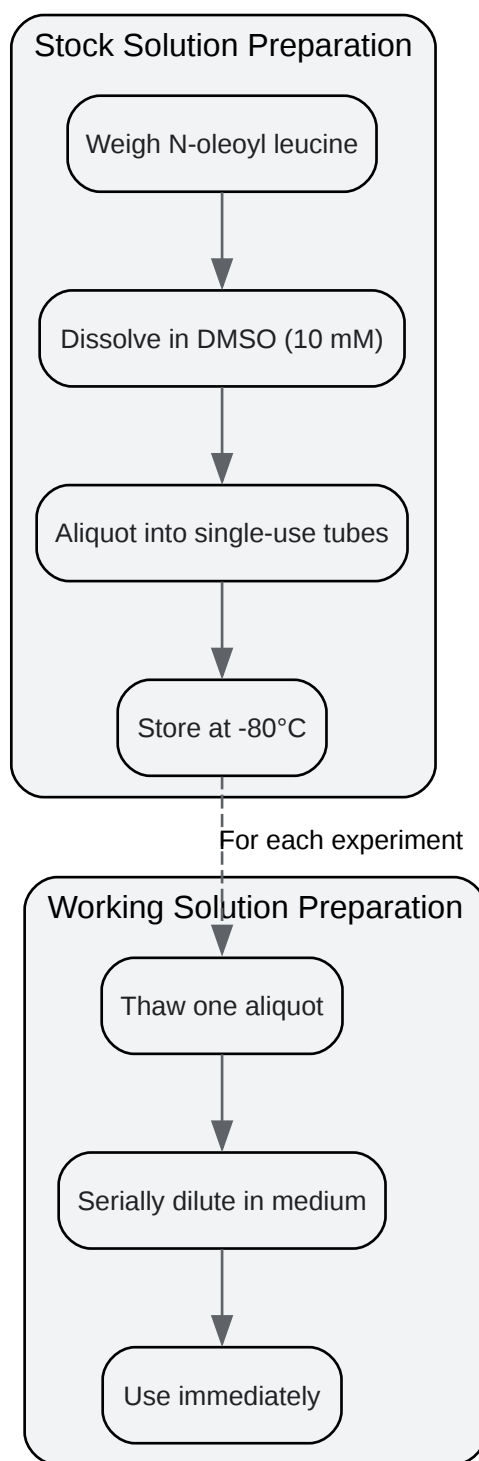 Stock Solution Preparation
Weigh N-oleoyl leucine
Dissolve in DMSO (10 mM)
Aliquot into single-use tubes
Store at -80°C
For each experiment
Working Solution Preparation
Thaw one aliquot
Serially dilute in medium
Use immediately